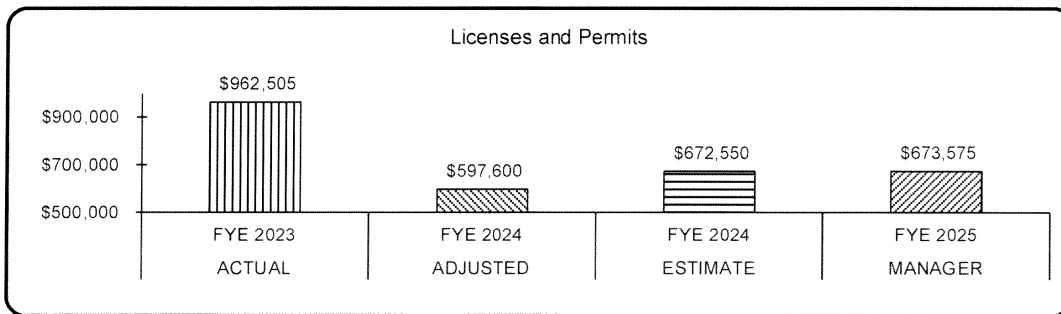 Licenses and Permits
$962,505
$900,000
$700,000
$672,550
$673,575
$597,600
$500,000
FYE 2023
FYE 2024
FYE 2024
FYE 2025
ACTUAL
ADJUSTED
ESTIMATE
MANAGER